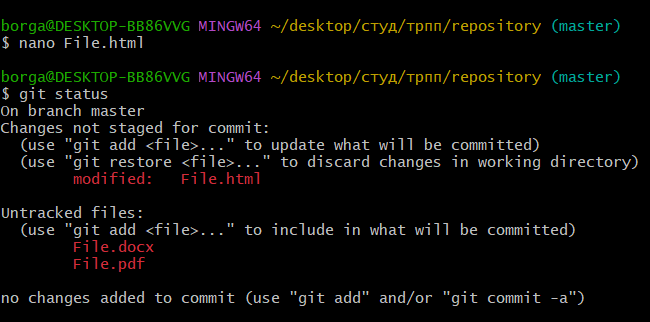 borga@DESKTOP-BB86VVG MINGW64 ~/desktop/студ/трпп/repository (master)
$ nano File.html
borga@DESKTOP-BB86VVG MINGW64 ~/desktop/студ/трпп/repository (master)
$ git status
On branch master
Changes not staged for commit:
  (use "git add <file>..." to update what will be committed)
  (use "git restore <file>..." to discard changes in working directory)
        modified:   File.html
Untracked files:
  (use "git add <file>..." to include in what will be committed)
        File.docx
        File.pdf
no changes added to commit (use "git add" and/or "git commit -a")